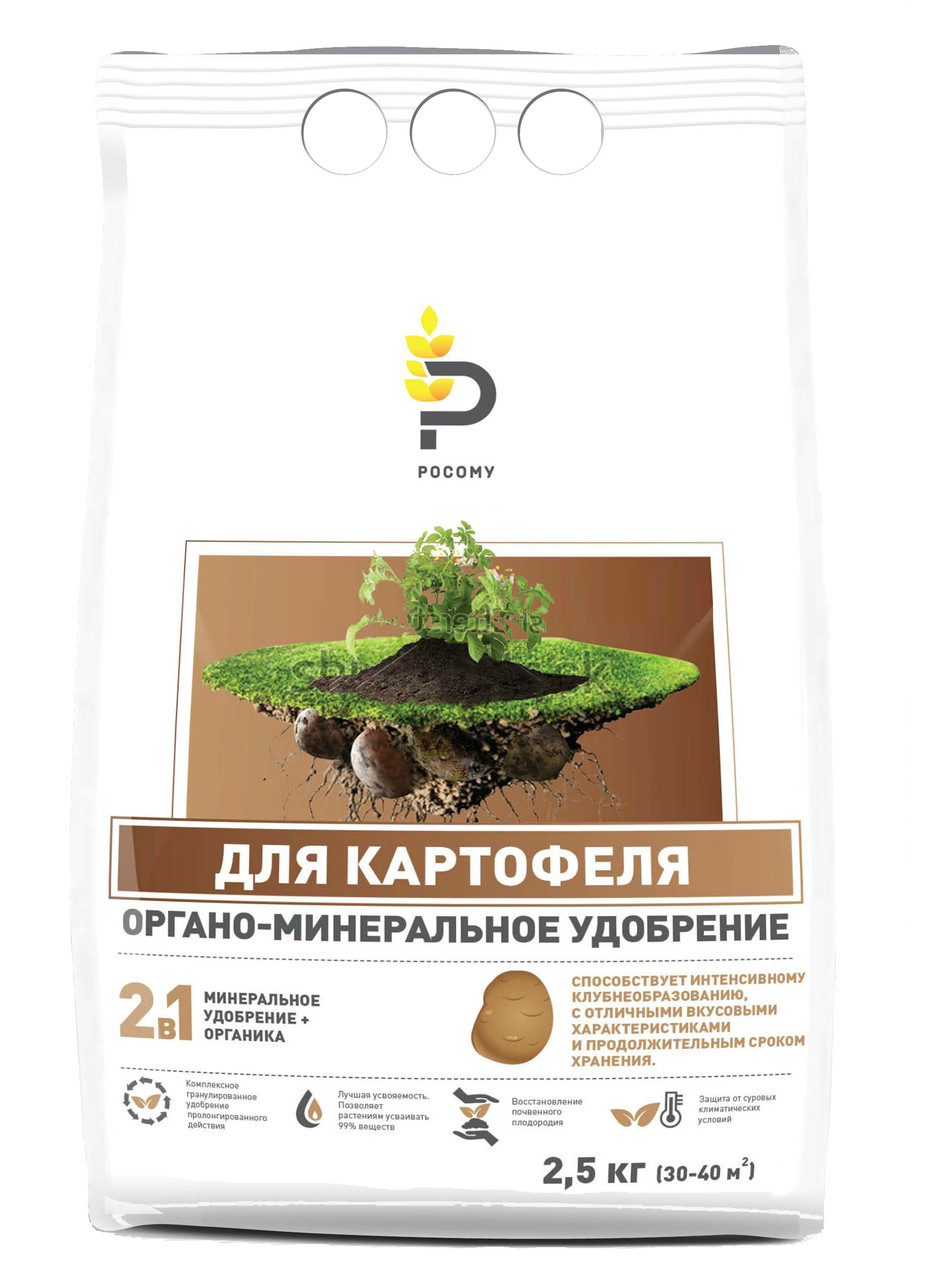 РОСОМУ
ДЛЯ КАРТОФЕЛЯ
ОРГАНО-МИНЕРАЛЬНОЕ УДОБРЕНИЕ
2в1
МИНЕРАЛЬНОЕ
УДОБРЕНИЕ +
ОРГАНИКА
СПОСОБСТВУЕТ ИНТЕНСИВНОМУ
КЛУБНЕОБРАЗОВАНИЮ,
С ОТЛИЧНЫМИ ВКУСОВЫМИ
ХАРАКТЕРИСТИКАМИ
И ПРОДОЛЖИТЕЛЬНЫМ СРОКОМ
ХРАНЕНИЯ.
Комплексное
гранулированное
удобрение
пролонгированного
действия
Лучшая усвояемость.
Позволяет
растениям усваивать
99% веществ
Восстановление
почвенного
плодородия
Защита от суровых
климатических
условий
2,5 кг (30-40 м²)